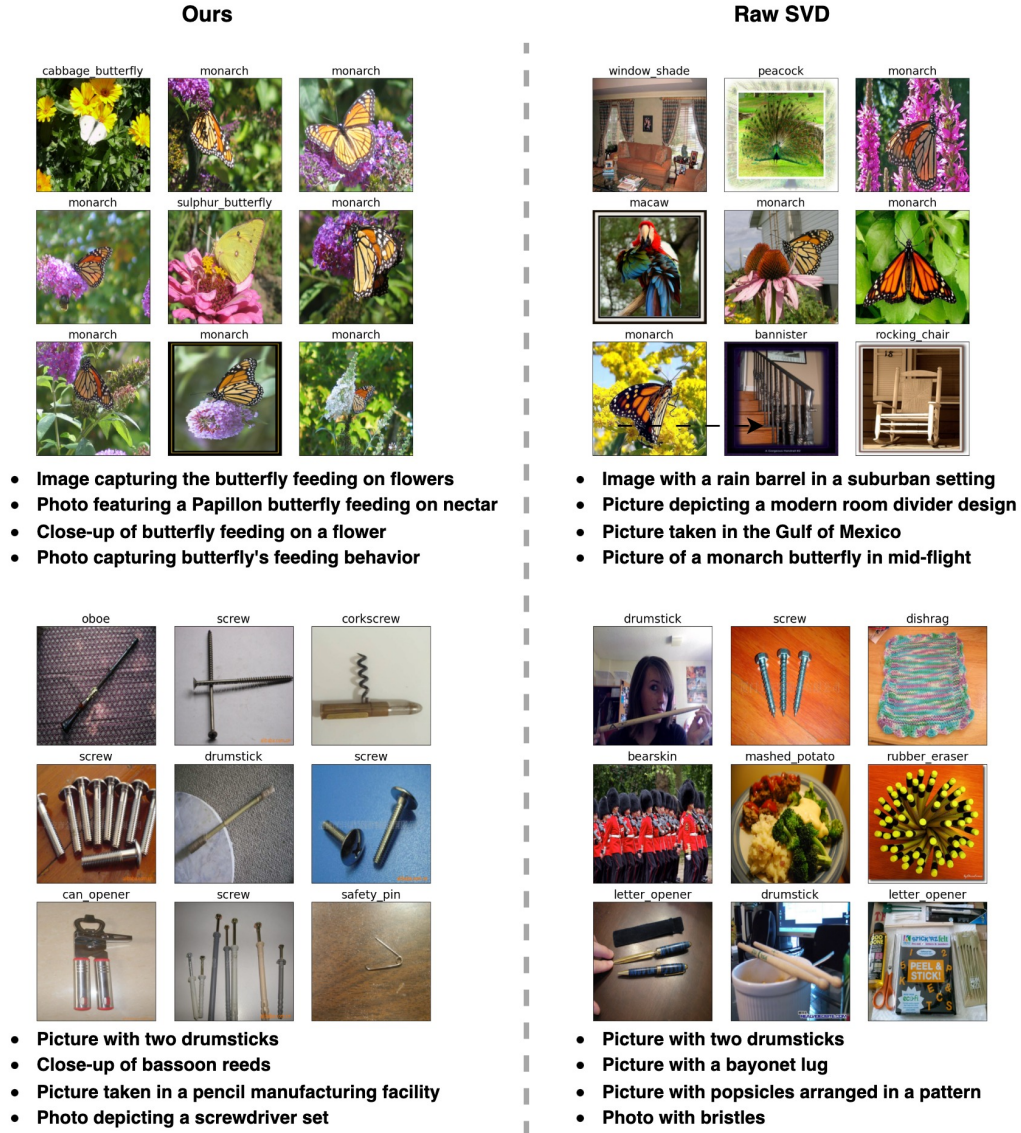 Ours
Raw SVD
cabbage_butterfly
monarch
monarch
monarch
sulphur_butterfly
monarch
monarch
monarch
monarch
• Image capturing the butterfly feeding on flowers
• Photo featuring a Papillon butterfly feeding on nectar
• Close-up of butterfly feeding on a flower
• Photo capturing butterfly's feeding behavior
window_shade
peacock
monarch
macaw
monarch
monarch
monarch
bannister
rocking_chair
• Image with a rain barrel in a suburban setting
• Picture depicting a modern room divider design
• Picture taken in the Gulf of Mexico
• Picture of a monarch butterfly in mid-flight
oboe
screw
corkscrew
screw
drumstick
screw
can_opener
screw
safety_pin
• Picture with two drumsticks
• Close-up of bassoon reeds
• Picture taken in a pencil manufacturing facility
• Photo depicting a screwdriver set
drumstick
screw
dishrag
bearskin
mashed_potato
rubber_eraser
letter_opener
drumstick
letter_opener
PEEL &
STICK!
• Picture with two drumsticks
• Picture with a bayonet lug
• Picture with popsicles arranged in a pattern
• Photo with bristles